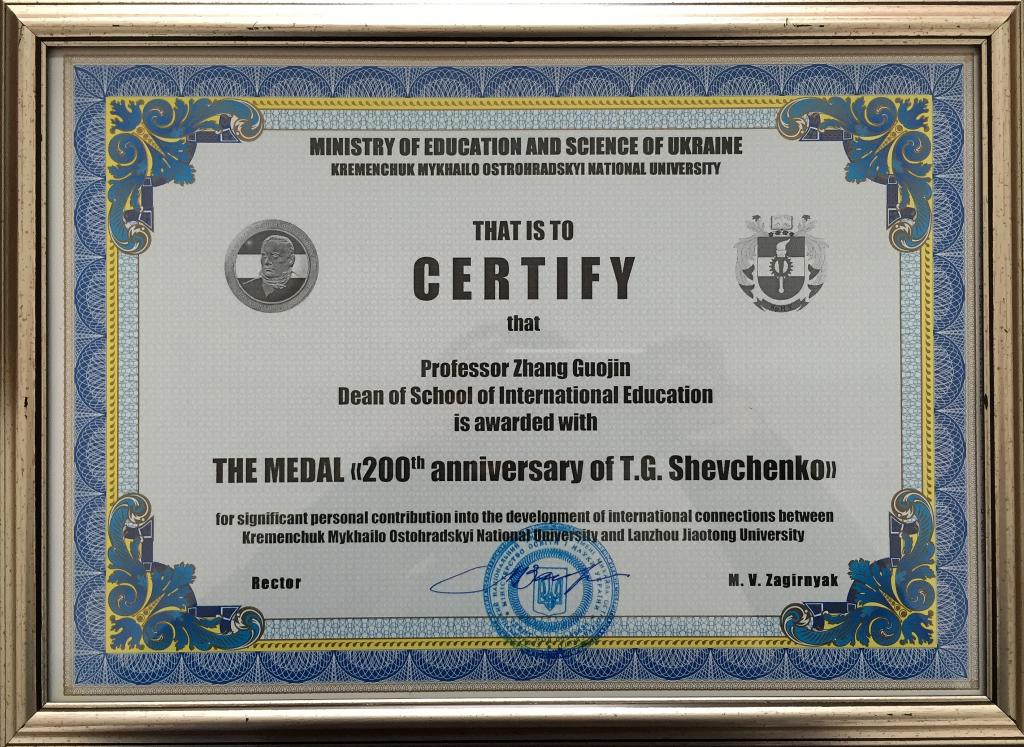 MINISTRY OF EDUCATION AND SCIENCE OF UKRAINE
KREMENCHUK MYKHAILO OSTROHRADSKYI NATIONAL UNIVERSITY
THAT IS TO
CERTIFY
that
Professor Zhang Guojin
Dean of School of International Education
is awarded with
THE MEDAL «200th anniversary of T.G. Shevchenko»
for significant personal contribution into the development of international connections between
Kremenchuk Mykhailo Ostohradskyi National University and Lanzhou Jiaotong University
Rector
M. V. Zagirnyak